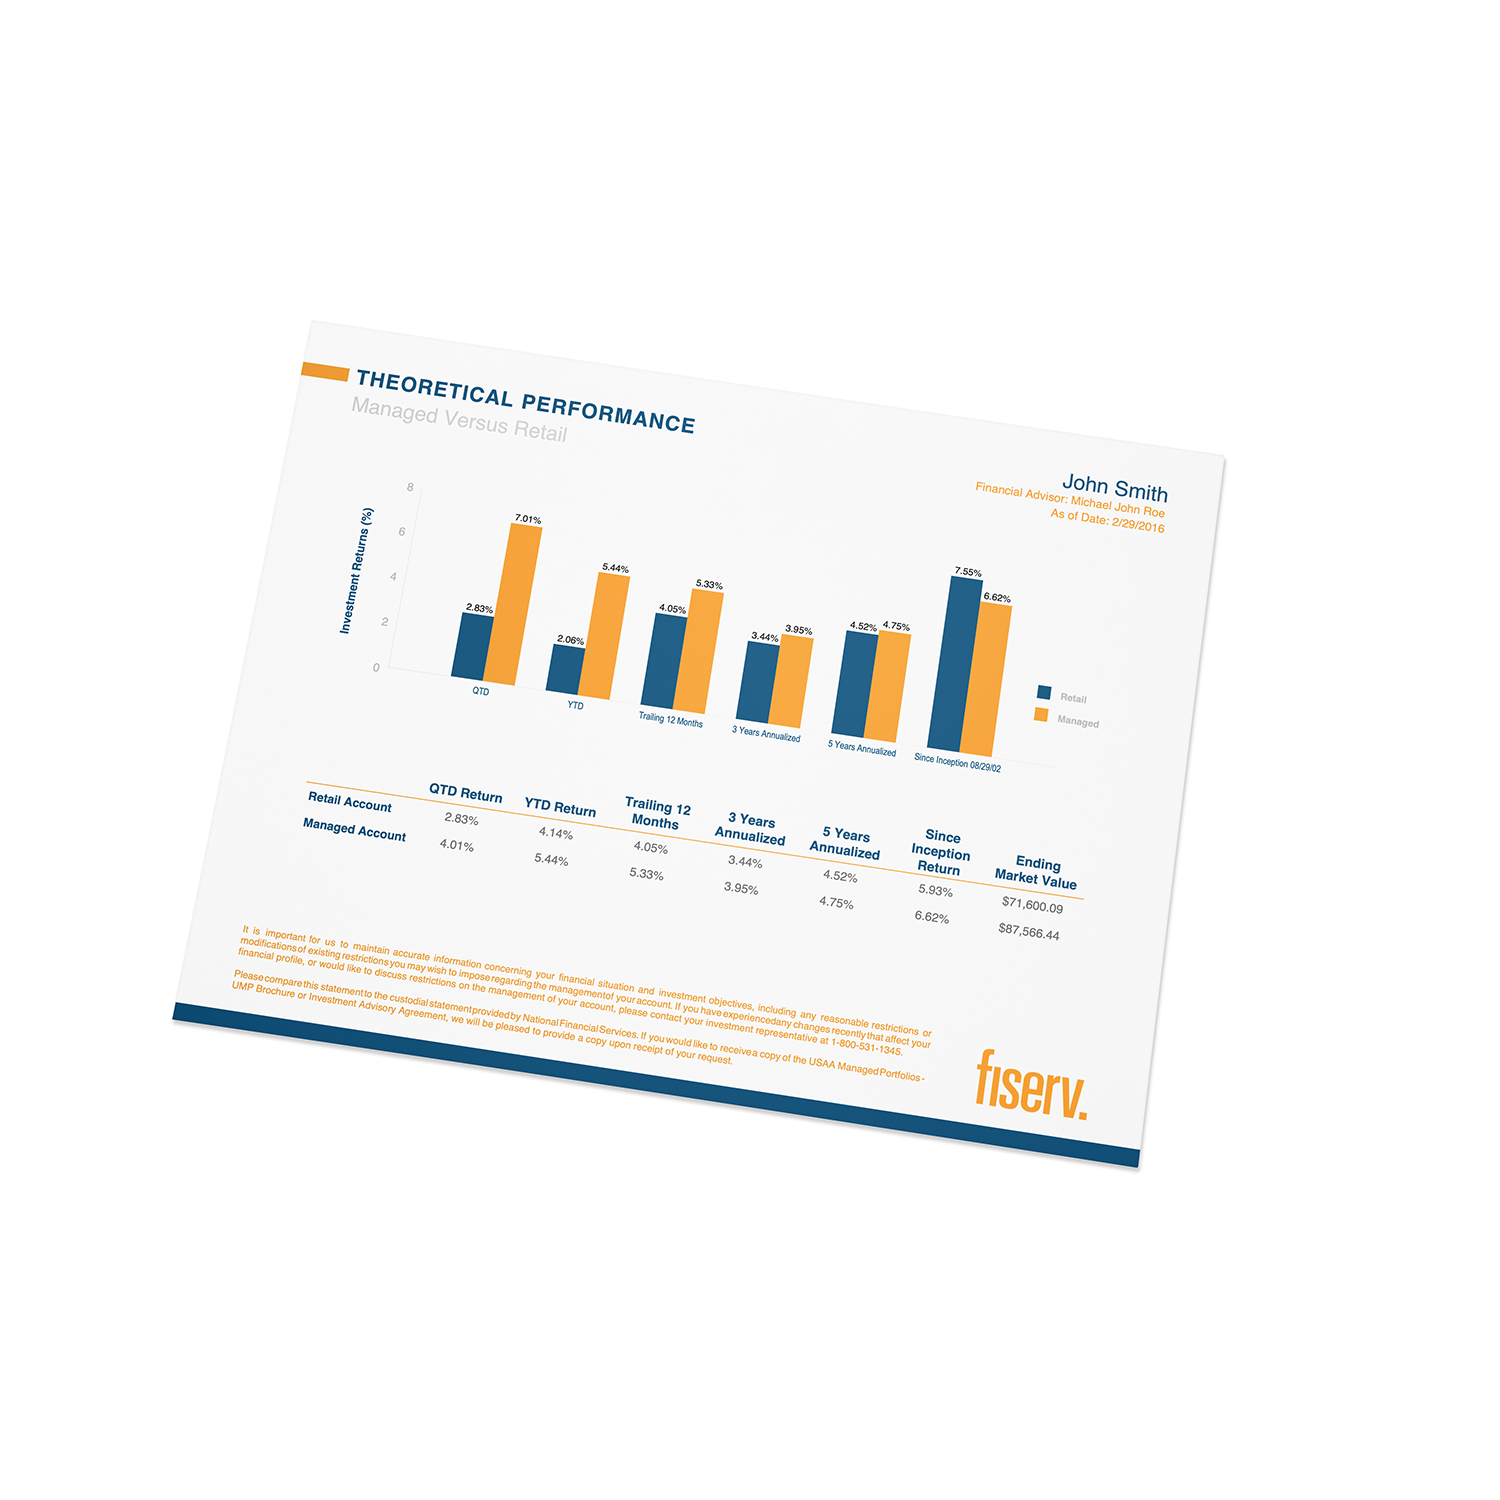 THEORETICAL PERFORMANCE
Managed Versus Retail
John Smith
Financial Advisor: Michael John Roe
As of Date: 2/29/2016
Investment Returns (%)
8
6
4
2
0
2.83% 7.01%
2.06% 5.44%
4.05% 5.33%
3.44% 3.95%
4.52% 4.75%
7.55% 6.62%
QTD
YTD
Trailing 12 Months
3 Years Annualized
5 Years Annualized
Since Inception 08/29/02
Retail
Managed
QTD Return
YTD Return
Trailing 12
Months
3 Years
Annualized
5 Years
Annualized
Since
Inception
Return
Ending
Market Value
Retail Account 2.83% 4.14% 4.05% 3.44% 4.52% 5.93% $71,600.09
Managed Account 4.01% 5.44% 5.33% 3.95% 4.75% 6.62% $87,566.44
It is important for us to maintain accurate information concerning your financial situation and investment objectives, including any reasonable restrictions or
modifications of existing restrictions you may wish to impose regarding the management of your account. If you have experienced any changes recently that affect your
financial profile, or would like to discuss restrictions on the management of your account, please contact your investment representative at 1-800-531-1345.
Please compare this statement to the custodial statement provided by National Financial Services. If you would like to receive a copy of the USAA Managed Portfolios -
UMP Brochure or Investment Advisory Agreement, we will be pleased to provide a copy upon receipt of your request.
fiserv.